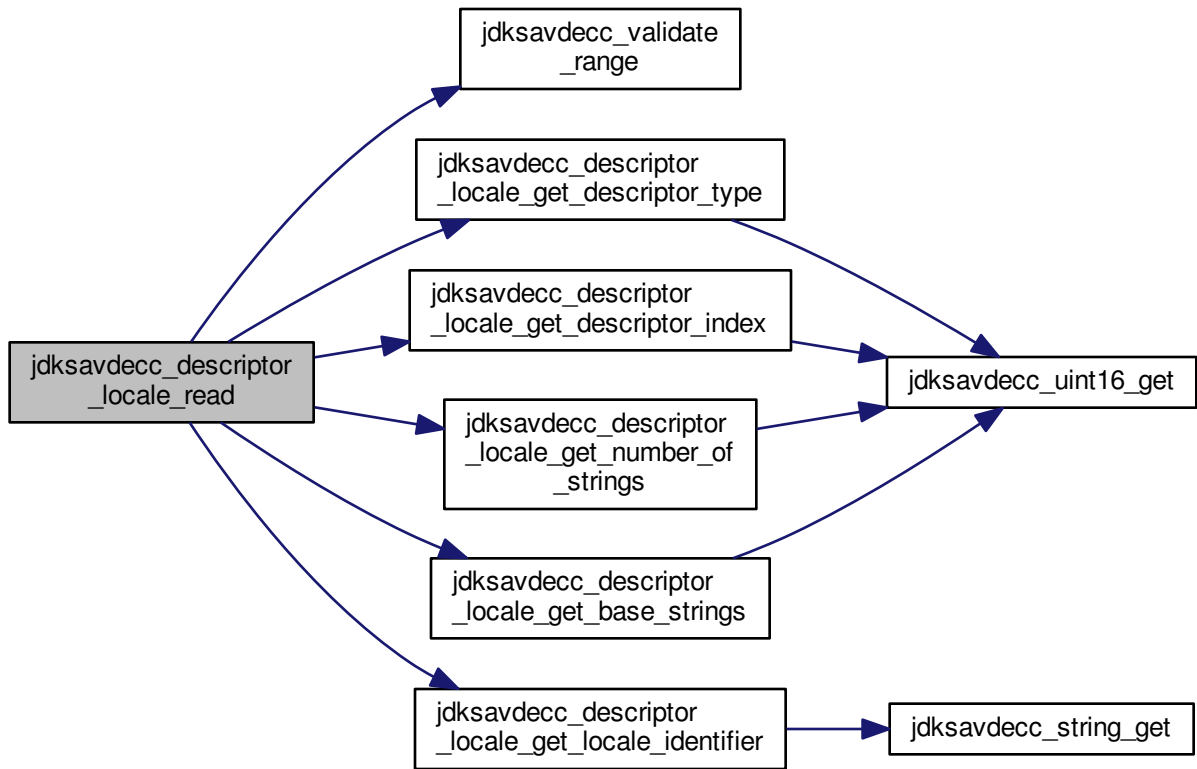 jdksavdecc_validate
_range
jdksavdecc_descriptor
_locale_get_descriptor_type
jdksavdecc_descriptor
_locale_get_descriptor_index
jdksavdecc_descriptor
_locale_read
jdksavdecc_uint16_get
jdksavdecc_descriptor
_locale_get_number_of
_strings
jdksavdecc_descriptor
_locale_get_base_strings
jdksavdecc_descriptor
_locale_get_locale_identifier
jdksavdecc_string_get